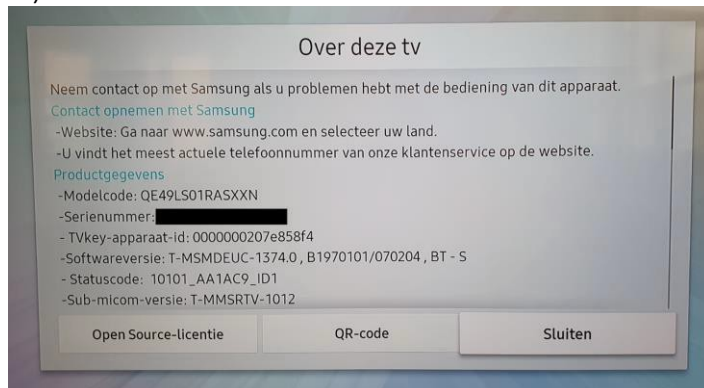 Over deze tv
Neem contact op met Samsung als u problemen hebt met de bediening van dit apparaat.
Contact opnemen met Samsung
-Website: Ga naar www.samsung.com en selecteer uw land.
-U vindt het meest actuele telefoonnummer van onze klantenservice op de website.
Productgegevens
-Modelcode: QE49LS01RASXXN
-Serienummer:
- TVkey-apparaat-id: 0000000207e858f4
-Softwareversie: T-MSMDEUC-1374.0 , B1970101/070204 , BT - S
- Statuscode: 10101_AA1AC9_ID1
-Sub-micom-versie: T-MMSRTV-1012
Open Source-licentie QR-code Sluiten